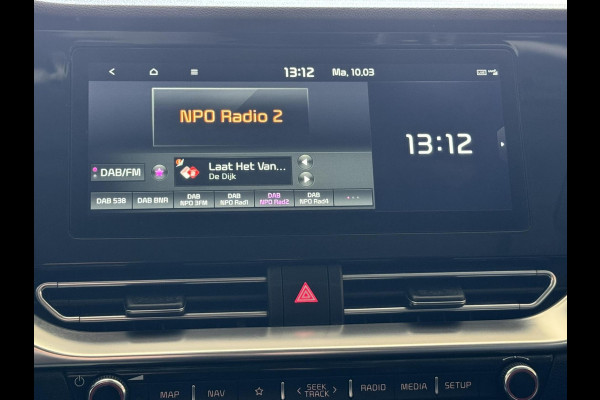 13:12 Ma, 10.03
NPO Radio 2
13:12
DAB/FM
Laat Het Van...
De Dijk
DAB 538 DAB BNR DAB NPO 3FM DAB NPO Rad1 DAB NPO Rad2 DAB NPO Rad4 ...
MAP NAV SEEK TRACK RADIO MEDIA SETUP